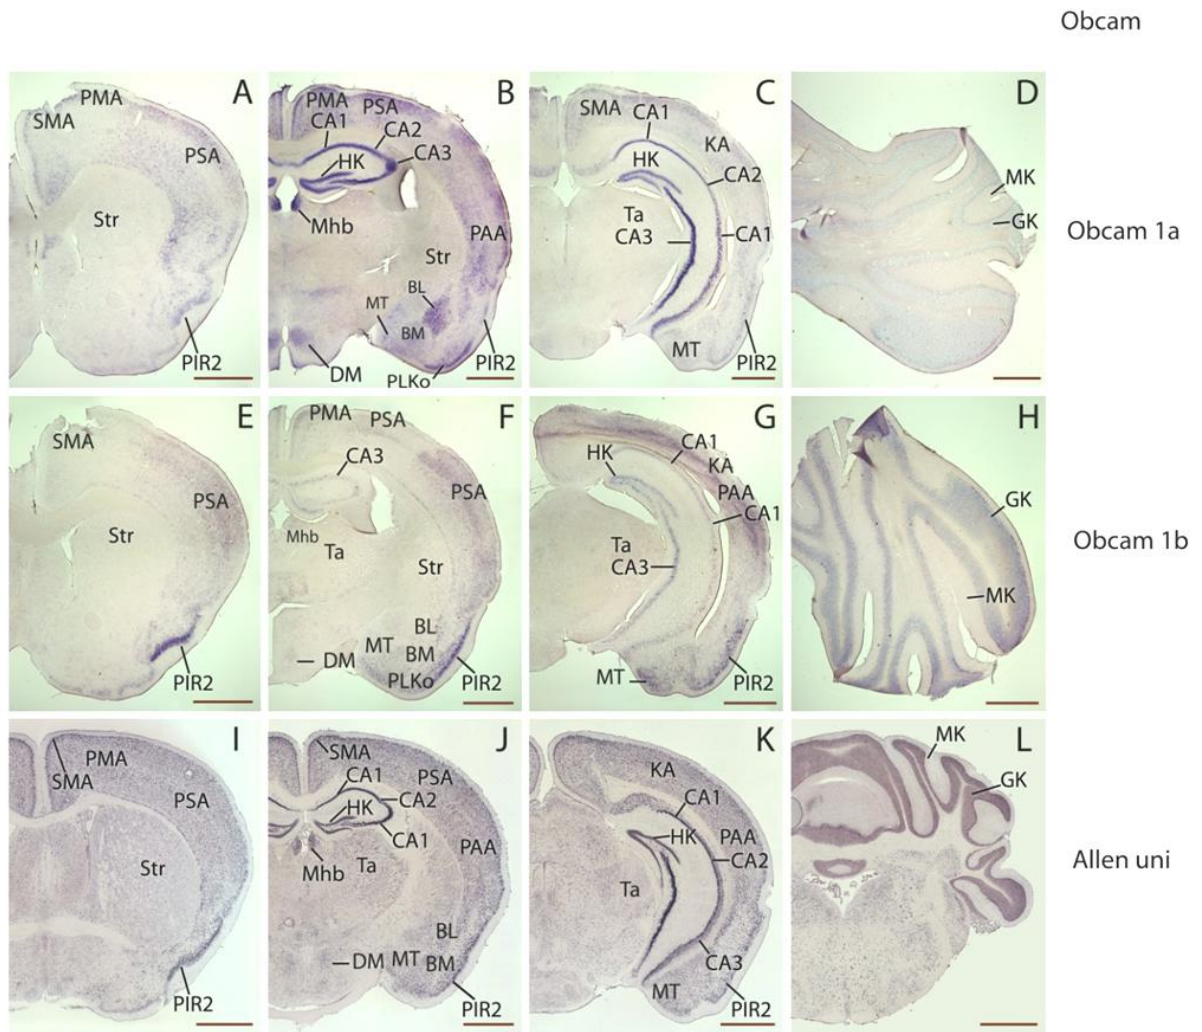 Obcam
A
PMA
SMA
PSA
Str
PIR2
B
PMA
PSA
CA1
CA2
HK
CA3
Mhb
PAA
Str
BL
MT
BM
PIR2
DM
PLKo
C
SMA
CA1
HK
KA
CA2
Ta
CA3
CA1
MT
PIR2
D
MK
GK
Obcam 1a
E
SMA
PSA
Str
PIR2
F
PMA
PSA
CA3
PSA
Mhb
Ta
Str
BL
MT
BM
DM
PLKo
PIR2
G
CA1
HK
KA
PAA
CA1
Ta
CA3
MT
PIR2
H
GK
MK
Obcam 1b
I
PMA
SMA
PSA
Str
PIR2
J
SMA
CA1
PSA
CA2
HK
CA1
PAA
Mhb
Ta
BL
DM
MT
BM
PIR2
K
KA
CA1
HK
PAA
CA2
Ta
CA3
MT
PIR2
L
MK
GK
Allen uni